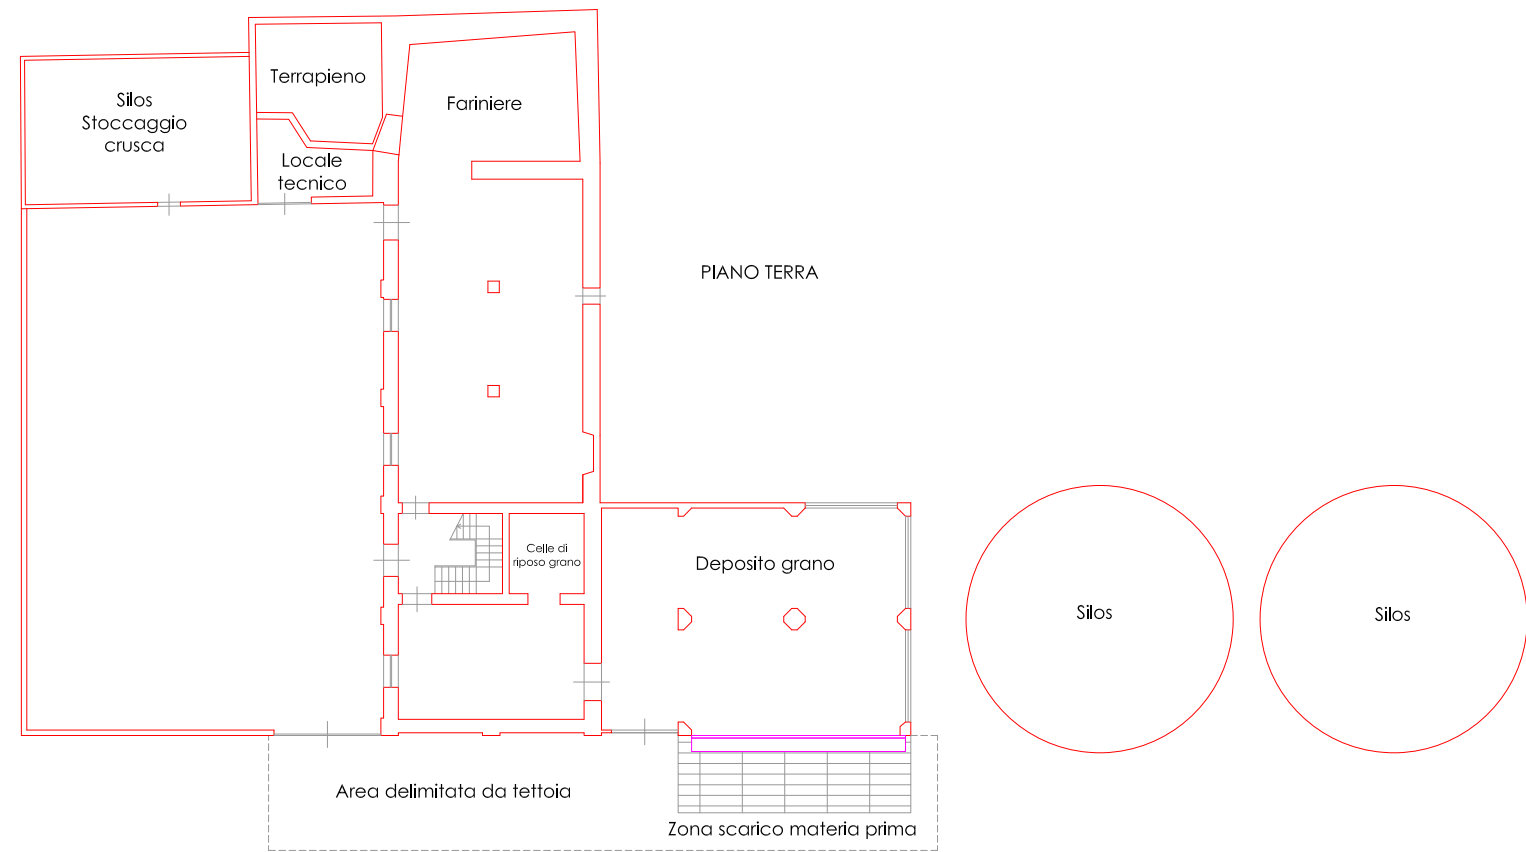 Terrapieno
Silos
Stoccaggio
crusca
Fariniere
Locale
tecnico
PIANO TERRA
Celle di
riposo grano
Deposito grano
Silos
Silos
Area delimitata da tettoia
Zona scarico materia prima